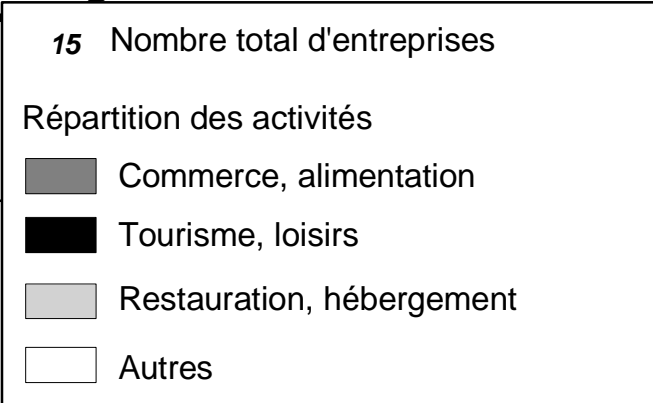 15 Nombre total d'entreprises
Répartition des activités
Commerce, alimentation
Tourisme, loisirs
Restauration, hébergement
Autres